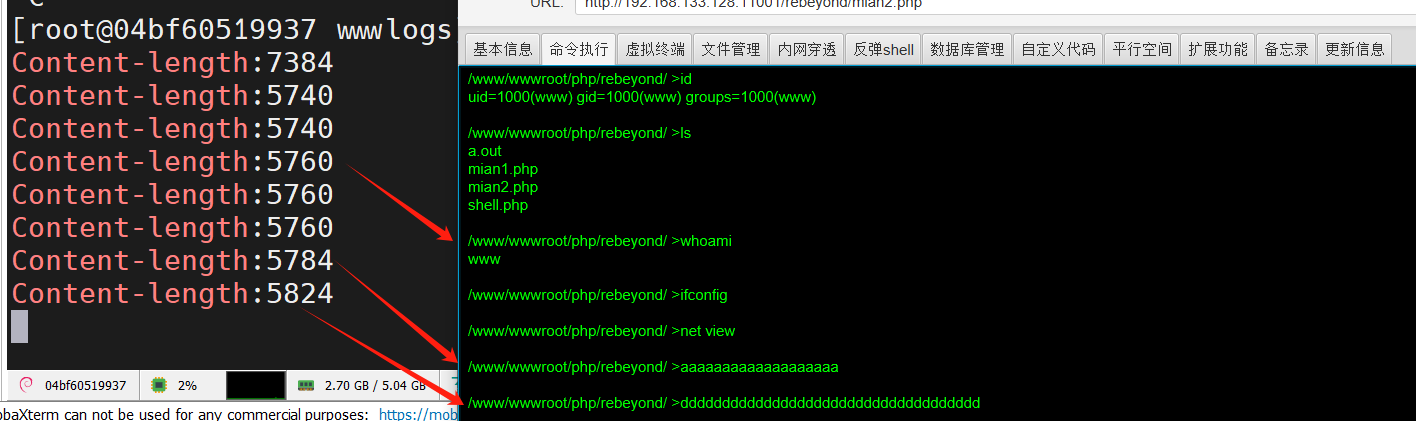 [root@04bf60519937 wwwlogs
Content-length:7384
Content-length:5740
Content-length:5740
Content-length:5760
Content-length:5760
Content-length:5760
Content-length:5784
Content-length:5824
04bf60519937 2% 2.70 GB / 5.04 GB
obaXterm can not be used for any commercial purposes: https://mob
URL: http://192.168.133.128:11001/rebeyond/mian2.php
基本信息 命令执行 虚拟终端 文件管理 内网穿透 反弹shell 数据库管理 自定义代码 平行空间 扩展功能 备忘录 更新信息
/www/wwwroot/php/rebeyond/ >id
uid=1000(www) gid=1000(www) groups=1000(www)
/www/wwwroot/php/rebeyond/ >ls
a.out
mian1.php
mian2.php
shell.php
/www/wwwroot/php/rebeyond/ >whoami
www
/www/wwwroot/php/rebeyond/ >ifconfig
/www/wwwroot/php/rebeyond/ >net view
/www/wwwroot/php/rebeyond/ >aaaaaaaaaaaaaaaaaaa
/www/wwwroot/php/rebeyond/ >dddddddddddddddddddddddddddddddddddd